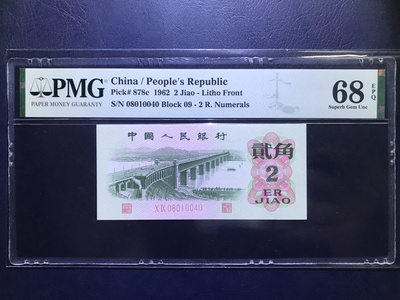 PMG
PAPER MONEY GUARANTY
China / People's Republic
Pick# 878c 1962 2 Jiao - Litho Front
S/N 08010040 Block 09 - 2 R. Numerals
68
EPQ
Superb Gem Unc
中國人民銀行
貳角
2
ER
JIAO
X IX 08010040